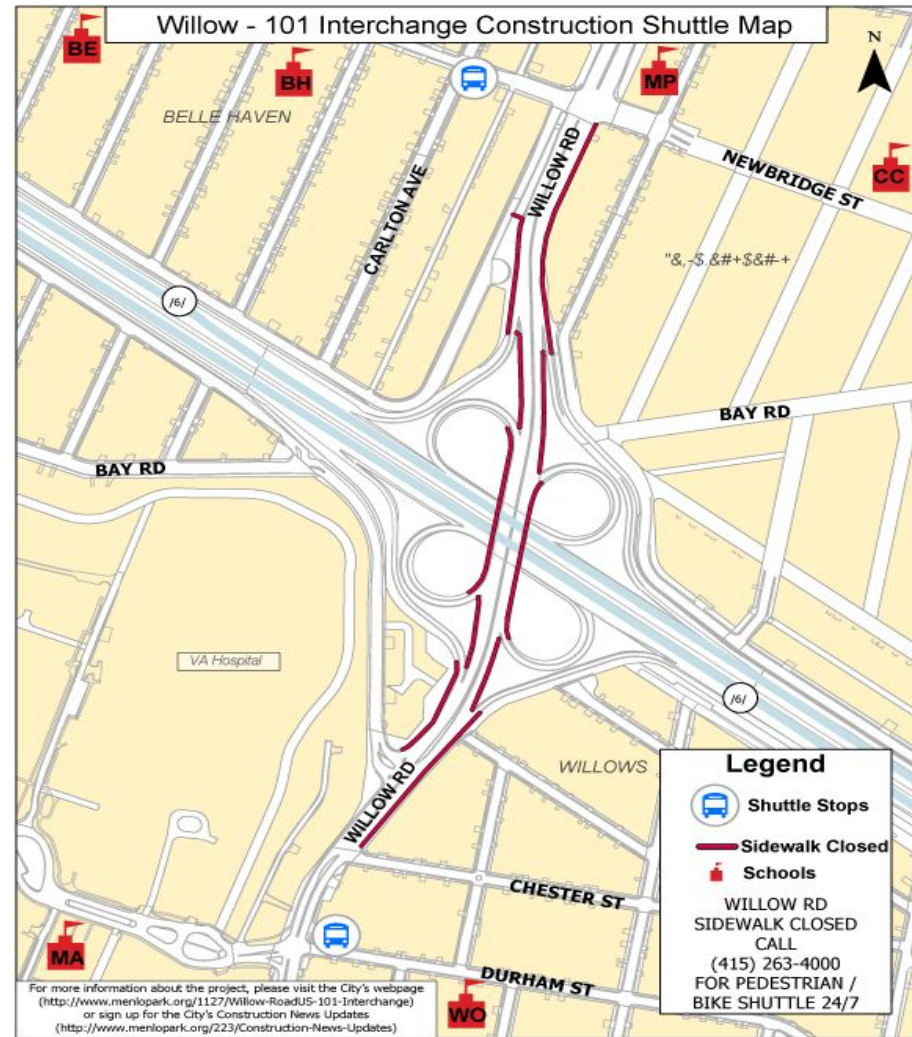 Willow - 101 Interchange Construction Shuttle Map
BE
BH
MP
N
BELLE HAVEN
CC
WILLOW RD
NEWBRIDGE ST
CARLTON AVE
"&,-$.&#+$&#-+
/6/
BAY RD
BAY RD
VA Hospital
/6/
WILLOWS
WILLOW RD
Legend
Shuttle Stops
Sidewalk Closed
Schools
WILLOW RD
SIDEWALK CLOSED
CALL
(415) 263-4000
FOR PEDESTRIAN /
BIKE SHUTTLE 24/7
CHESTER ST
MA
DURHAM ST
WO
For more information about the project, please visit the City's webpage
(http://www.menlopark.org/1127/Willow-RoadUS-101-Interchange)
or sign up for the City's Construction News Updates
(http://www.menlopark.org/223/Construction-News-Updates)